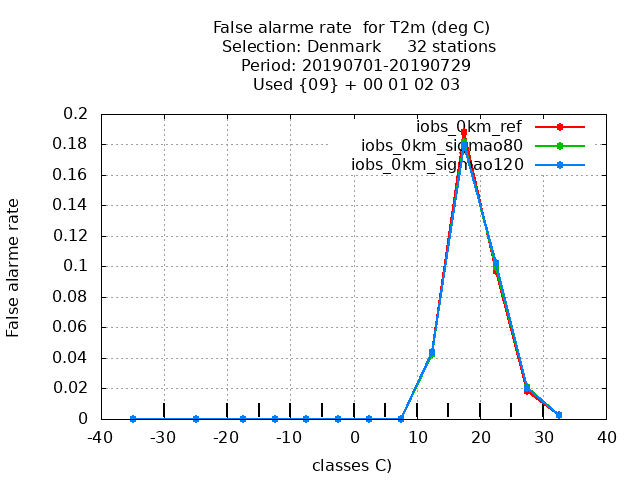 False alarme rate  for T2m (deg C)
Selection: Denmark     32 stations
Period: 20190701-20190729
Used {09} + 00 01 02 03
False alarme rate
0.2
0.18
0.16
0.14
0.12
0.1
0.08
0.06
0.04
0.02
0
iobs_0km_ref
iobs_0km_sigmao80
iobs_0km_sigmao120
-40 -30 -20 -10 0 10 20 30 40
classes C)